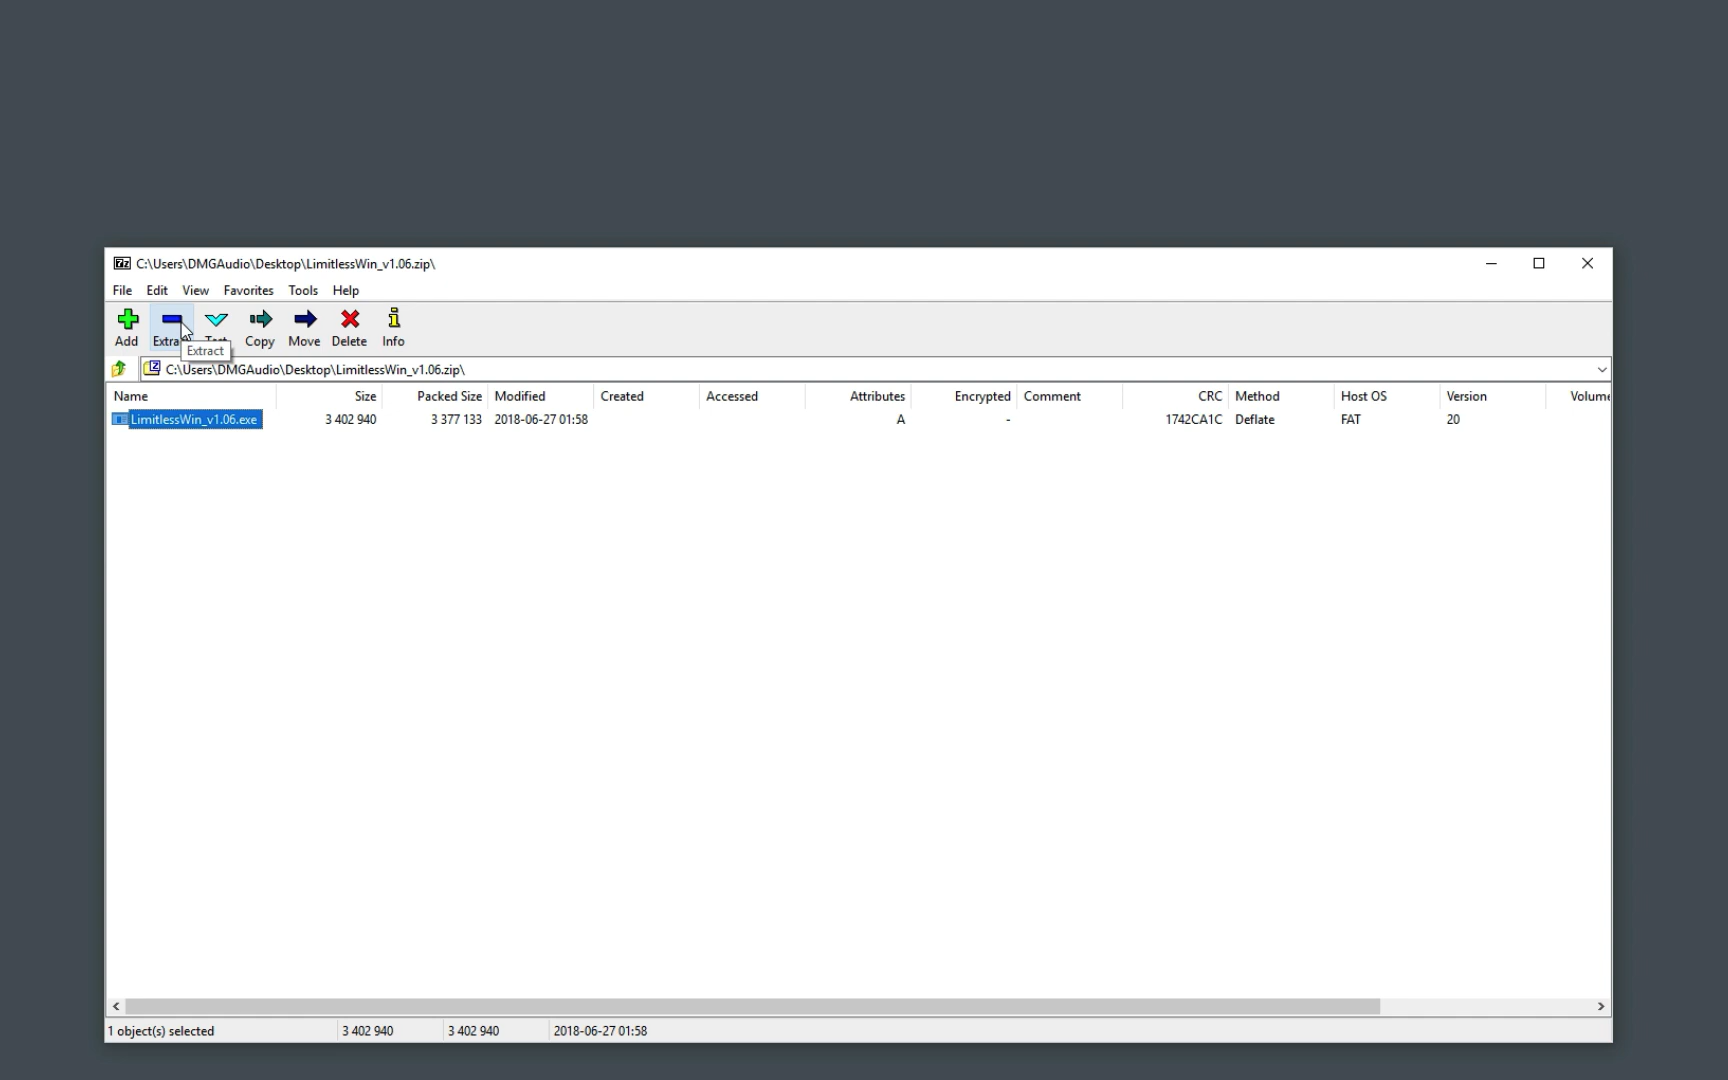 7z C:\Users\DMGAudio\Desktop\LimitlessWin_v1.06.zip\
File Edit View Favorites Tools Help
Add Extract Test Copy Move Delete Info
Extract
C:\Users\DMGAudio\Desktop\LimitlessWin_v1.06.zip\
Name Size Packed Size Modified Created Accessed Attributes Encrypted Comment CRC Method Host OS Version Volume
LimitlessWin_v1.06.exe 3 402 940 3 377 133 2018-06-27 01:58 A - 1742CA1C Deflate FAT 20
1 object(s) selected 3 402 940 3 402 940 2018-06-27 01:58